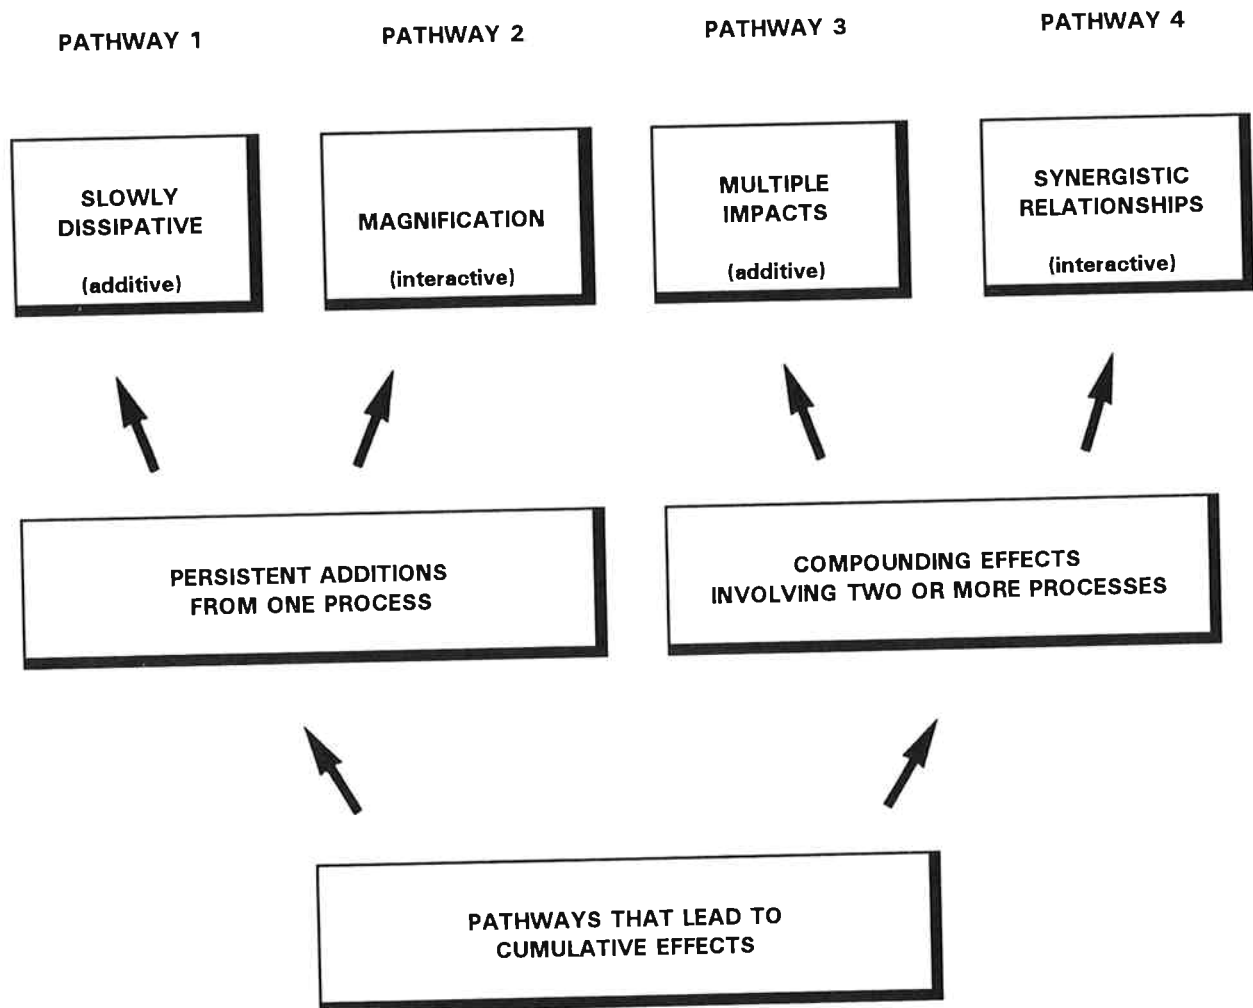 PATHWAY 1
PATHWAY 2
PATHWAY 3
PATHWAY 4
SLOWLY
DISSIPATIVE
(additive)
MAGNIFICATION
(interactive)
MULTIPLE
IMPACTS
(additive)
SYNERGISTIC
RELATIONSHIPS
(interactive)
PERSISTENT ADDITIONS
FROM ONE PROCESS
COMPOUNDING EFFECTS
INVOLVING TWO OR MORE PROCESSES
PATHWAYS THAT LEAD TO
CUMULATIVE EFFECTS